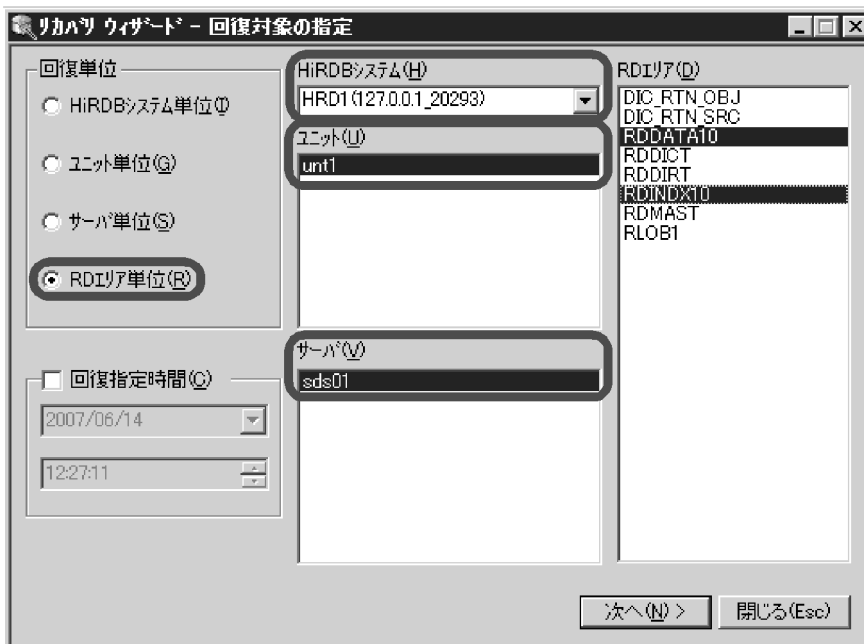 リカバリ ウィザード - 回復対象の指定
回復単位
HiRDBシステム単位(I)
ユニット単位(G)
サーバ単位(S)
RDエリア単位(R)
回復指定時間(C)
2007/06/14
12:27:11
HiRDBシステム(H)
HRD1(127.0.0.1_20293)
ユニット(U)
unt1
サーバ(V)
sds01
RDエリア(D)
DIC_RTN_OBJ
DIC_RTN_SRC
RDDATA10
RDDICT
RDDIRT
RDINDX10
RDMAST
RLOB1
次へ(N) >
閉じる(Esc)